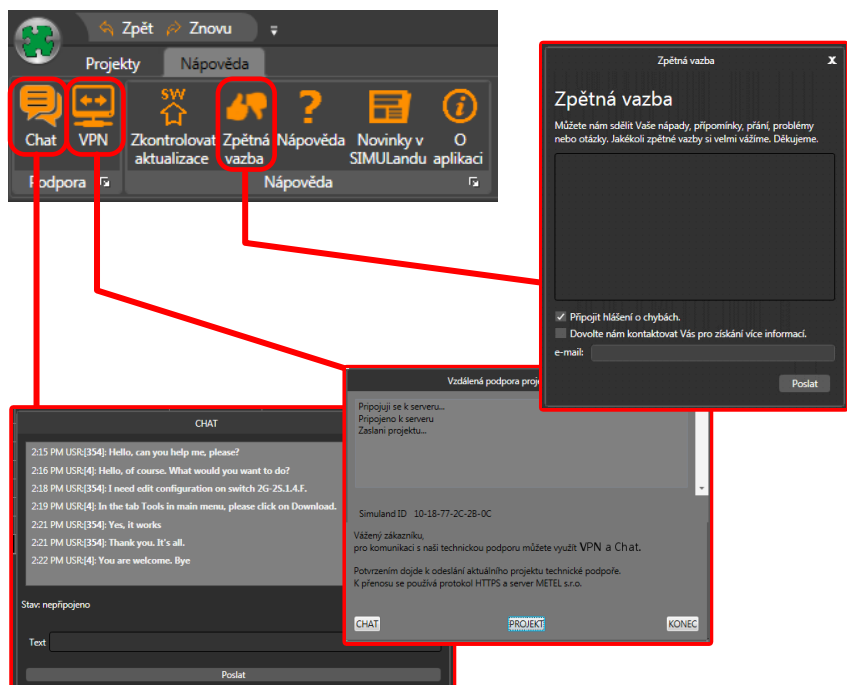 Zpět Znovu
Projekty Nápověda
Chat VPN
SW
Zkontrolovat aktualizace
Zpětná vazba
Nápověda
Novinky v SIMULandu
O aplikaci
Podpora
Nápověda
Zpětná vazba x
Zpětná vazba
Můžete nám sdělit Vaše nápady, přípomínky, přání, problémy
nebo otázky. Jakékoli zpětné vazby si velmi vážíme. Děkujeme.
Připojit hlášení o chybách.
Dovolte nám kontaktovat Vás pro získání více informací.
e-mail:
Poslat
Vzdálená podpora proj
Pripojuji se k serveru...
Pripojeno k serveru
Zaslani projektu...
Simuland ID 10-18-77-2C-2B-0C
Vážený zákazníku,
pro komunikaci s naši technickou podporu můžete využít VPN a Chat.
Potvrzením dojde k odeslání aktuálního projektu technické podpoře.
K přenosu se používá protokol HTTPS a server METEL s.r.o.
CHAT PROJEKT KONEC
CHAT
2:15 PM USR:[354]: Hello, can you help me, please?
2:16 PM USR:[4]: Hello, of course. What would you want to do?
2:18 PM USR:[354]: I need edit configuration on switch 2G-2S.1.4.F.
2:19 PM USR:[4]: In the tab Tools in main menu, please click on Download.
2:21 PM USR:[354]: Yes, it works
2:21 PM USR:[354]: Thank you. It's all.
2:22 PM USR:[4]: You are welcome. Bye
Stav: nepřipojeno
Text
Poslat